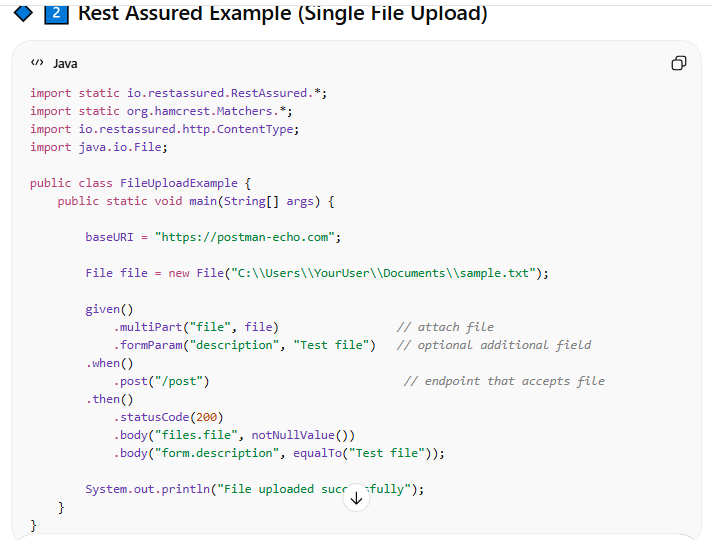 2 Rest Assured Example (Single File Upload)
</> Java
import static io.restassured.RestAssured.*;
import static org.hamcrest.Matchers.*;
import io.restassured.http.ContentType;
import java.io.File;
public class FileUploadExample {
public static void main(String[] args) {
baseURI = "https://postman-echo.com";
File file = new File("C:\\Users\\YourUser\\Documents\\sample.txt");
given()
.multiPart("file", file) // attach file
.formParam("description", "Test file") // optional additional field
.when()
.post("/post") // endpoint that accepts file
.then()
.statusCode(200)
.body("files.file", notNullValue())
.body("form.description", equalTo("Test file"));
System.out.println("File uploaded fully");
}
}